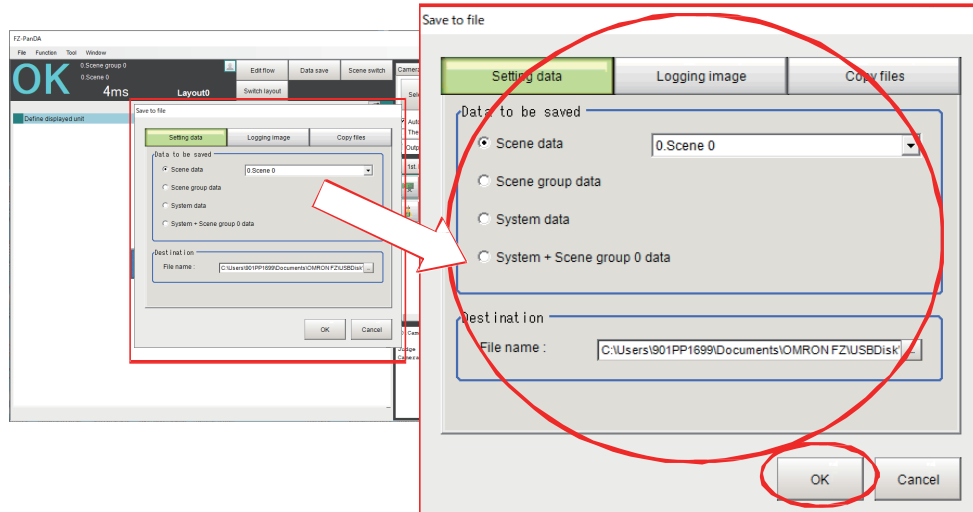 FZ-PanDA
File Function Tool Window
OK
0.Scene group 0
0.Scene 0
4ms
Layout0
Edit flow
Data save
Scene switch
Switch layout
Define displayed unit
Save to file
Setting data
Logging image
Copy files
Data to be saved
Scene data
0.Scene 0
Scene group data
System data
System + Scene group 0 data
Destination
File name :
C:\Users\901PP1699\Documents\OMRON FZ\USBDisk\
...
OK
Cancel
Save to file
Setting data
Logging image
Copy files
Data to be saved
Scene data
0.Scene 0
Scene group data
System data
System + Scene group 0 data
Destination
File name :
C:\Users\901PP1699\Documents\OMRON FZ\USBDisk\
...
OK
Cancel